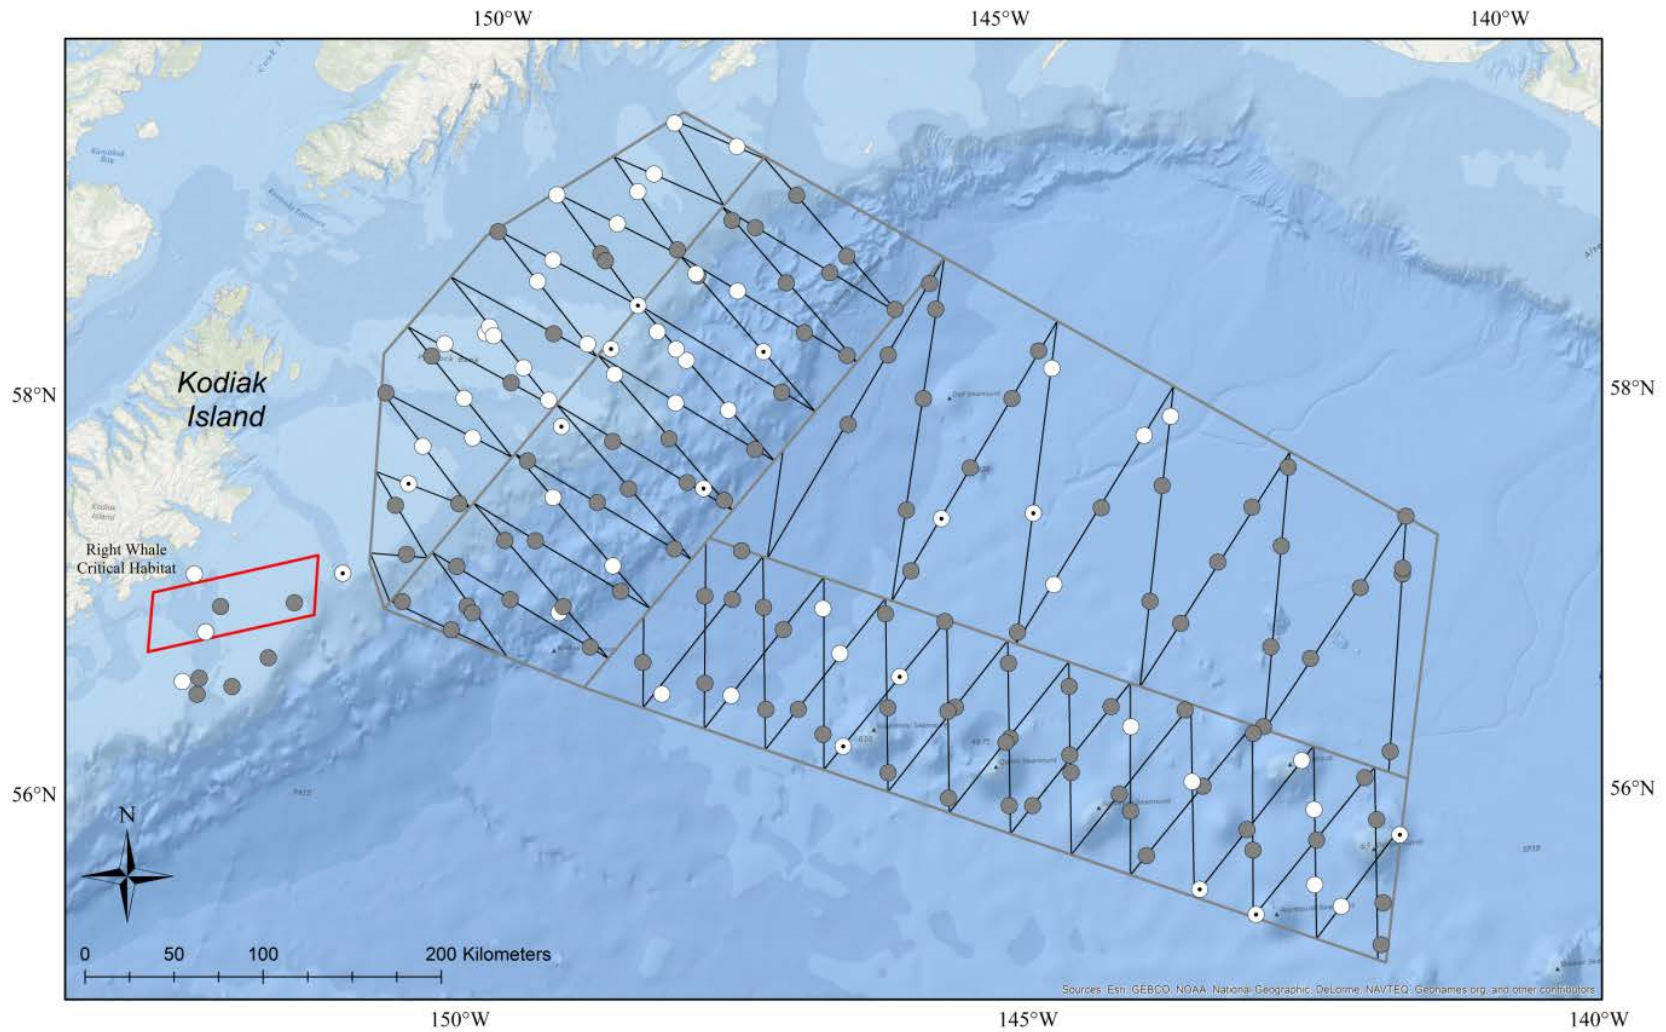 150°W 145°W 140°W
58°N 58°N
Kodiak
Island
Right Whale
Critical Habitat
56°N 56°N
N
0 50 100 200 Kilometers
Sources: Esri, GEBCO, NOAA, National Geographic, DeLorme, NAVTEQ, Geonames.org, and other contributors
150°W 145°W 140°W